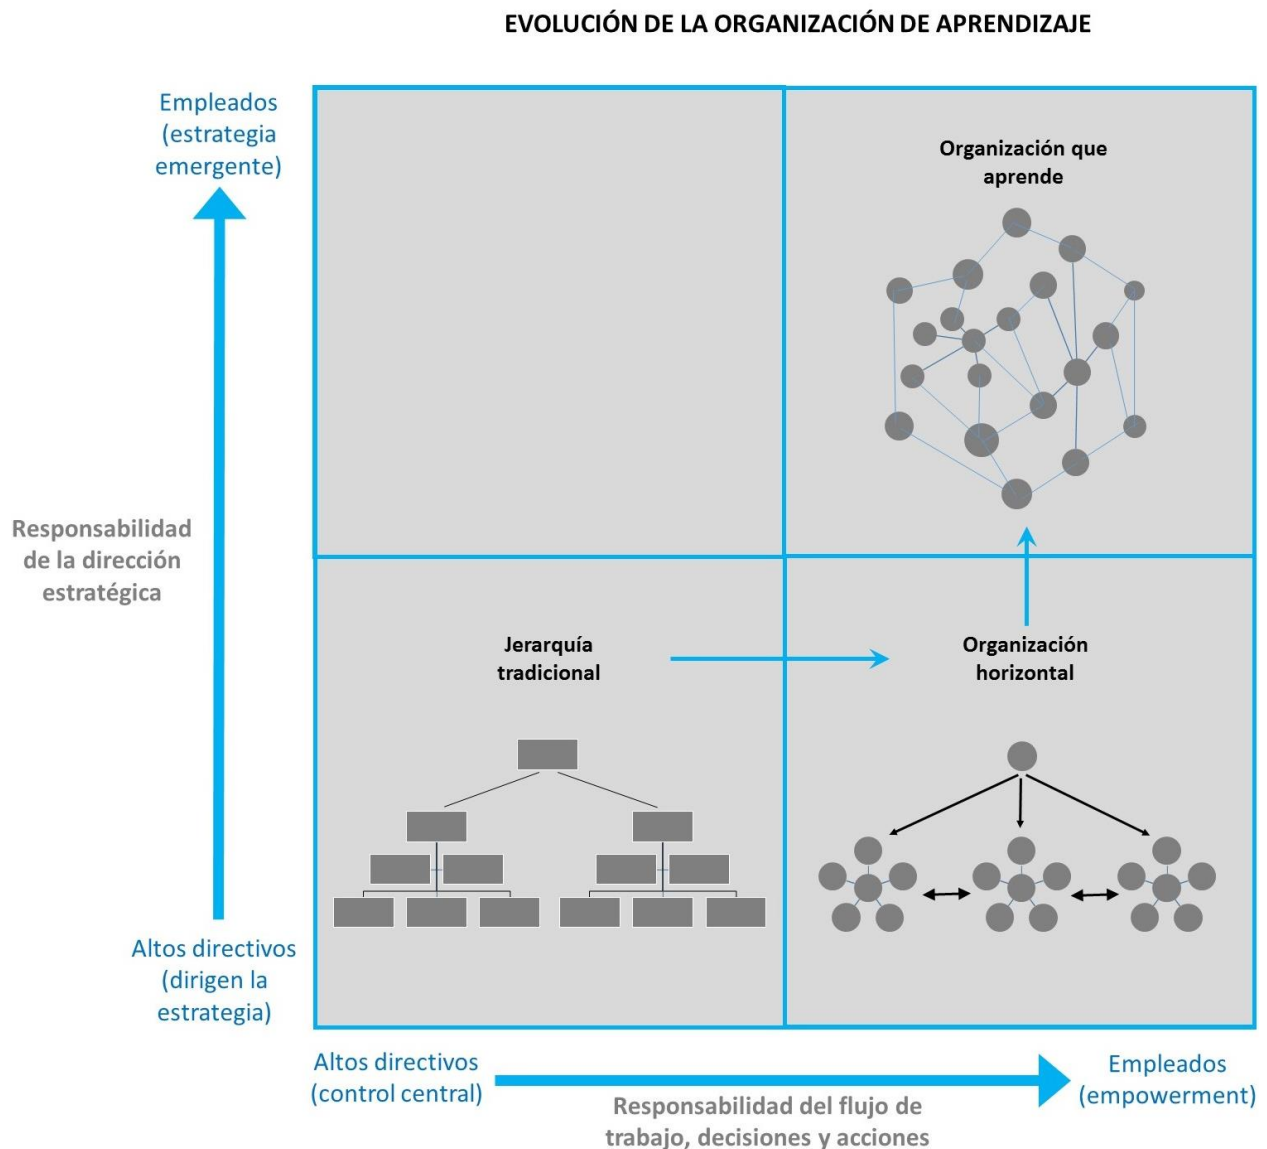 EVOLUCIÓN DE LA ORGANIZACIÓN DE APRENDIZAJE
Empleados
(estrategia
emergente)
Organización que
aprende
Responsabilidad
de la dirección
estratégica
Jerarquía
tradicional
Organización
horizontal
Altos directivos
(dirigen la
estrategia)
Altos directivos
(control central)
Responsabilidad del flujo de
trabajo, decisiones y acciones
Empleados
(empowerment)